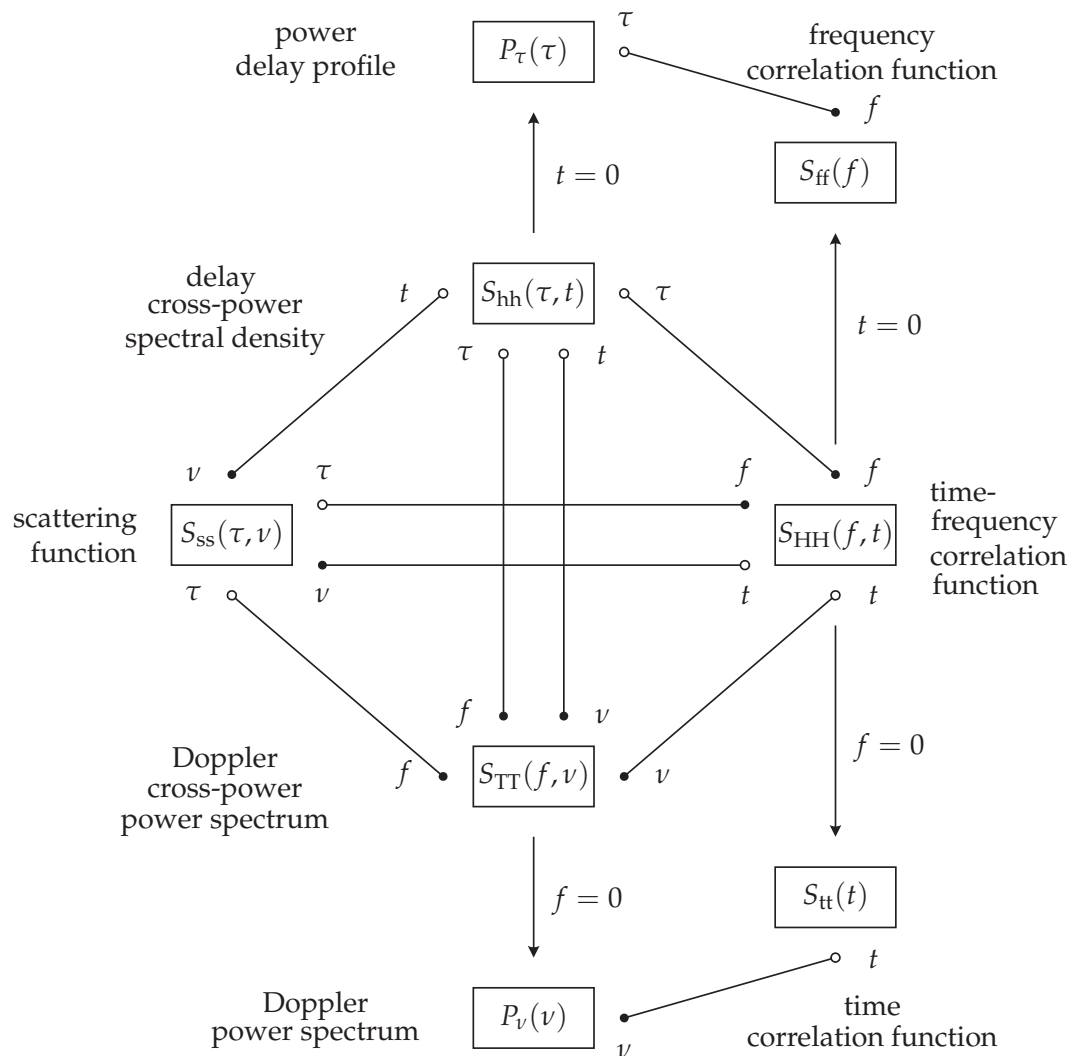 τ
power
delay profile
P_τ(τ)
frequency
correlation function
f
S_ff(f)
t = 0
delay
cross-power
spectral density
t
S_hh(τ, t)
τ
t = 0
τ
t
ν
τ
f
f
scattering
function
S_ss(τ, ν)
S_HH(f, t)
time-
frequency
correlation
function
τ
ν
t
t
f
ν
Doppler
cross-power
power spectrum
f
S_TT(f, ν)
ν
f = 0
f = 0
S_tt(t)
t
Doppler
power spectrum
P_ν(ν)
ν
time
correlation function